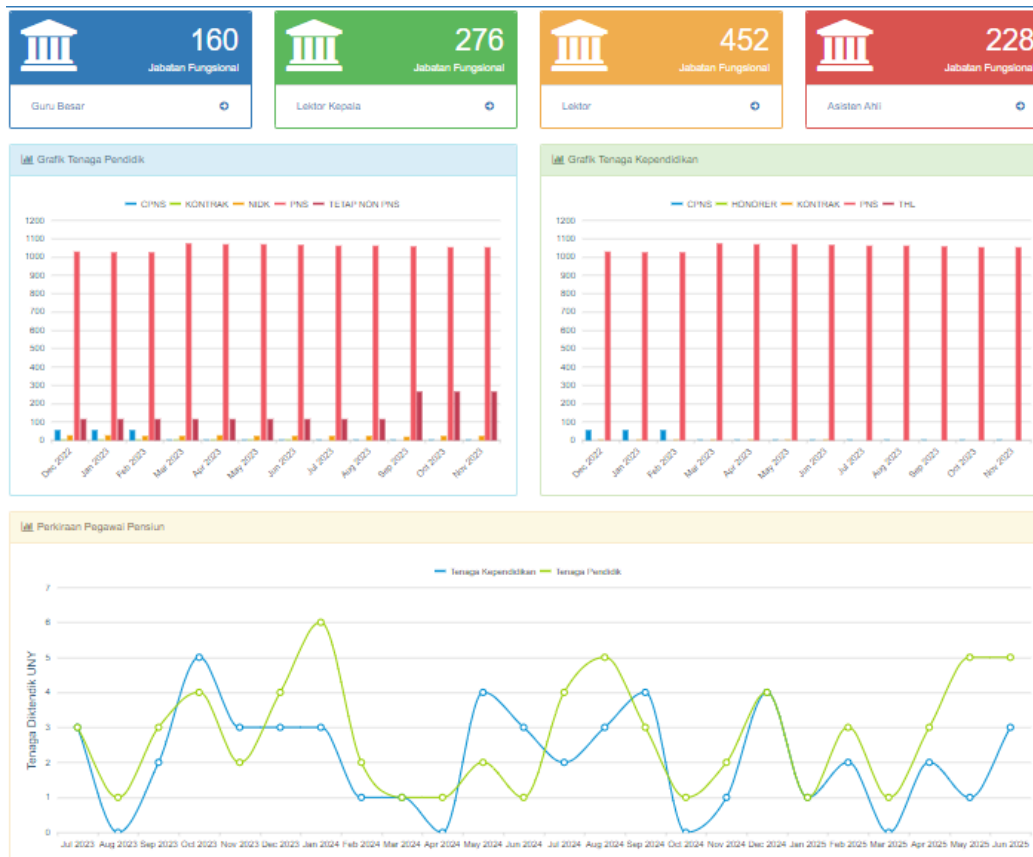 160
Jabatan Fungsional
Guru Besar
276
Jabatan Fungsional
Lektor Kepala
452
Jabatan Fungsional
Lektor
228
Jabatan Fungsional
Asisten Ahli
Grafik Tenaga Pendidik
CPNS KONTRAK NIDK PNS TETAP NON PNS
1200
1100
1000
900
800
700
600
500
400
300
200
100
0
Dec 2022 Jan 2023 Feb 2023 Mar 2023 Apr 2023 May 2023 Jun 2023 Jul 2023 Aug 2023 Sep 2023 Oct 2023 Nov 2023
Grafik Tenaga Kependidikan
CPNS HONORER KONTRAK PNS THL
1200
1100
1000
900
800
700
600
500
400
300
200
100
0
Dec 2022 Jan 2023 Feb 2023 Mar 2023 Apr 2023 May 2023 Jun 2023 Jul 2023 Aug 2023 Sep 2023 Oct 2023 Nov 2023
Perkiraan Pegawai Pensiun
Tenaga Kependidikan Tenaga Pendidik
Tenaga Diktendik UNY
7
6
5
4
3
2
1
0
Jul 2023 Aug 2023 Sep 2023 Oct 2023 Nov 2023 Dec 2023 Jan 2024 Feb 2024 Mar 2024 Apr 2024 May 2024 Jun 2024 Jul 2024 Aug 2024 Sep 2024 Oct 2024 Nov 2024 Dec 2024 Jan 2025 Feb 2025 Mar 2025 Apr 2025 May 2025 Jun 2025